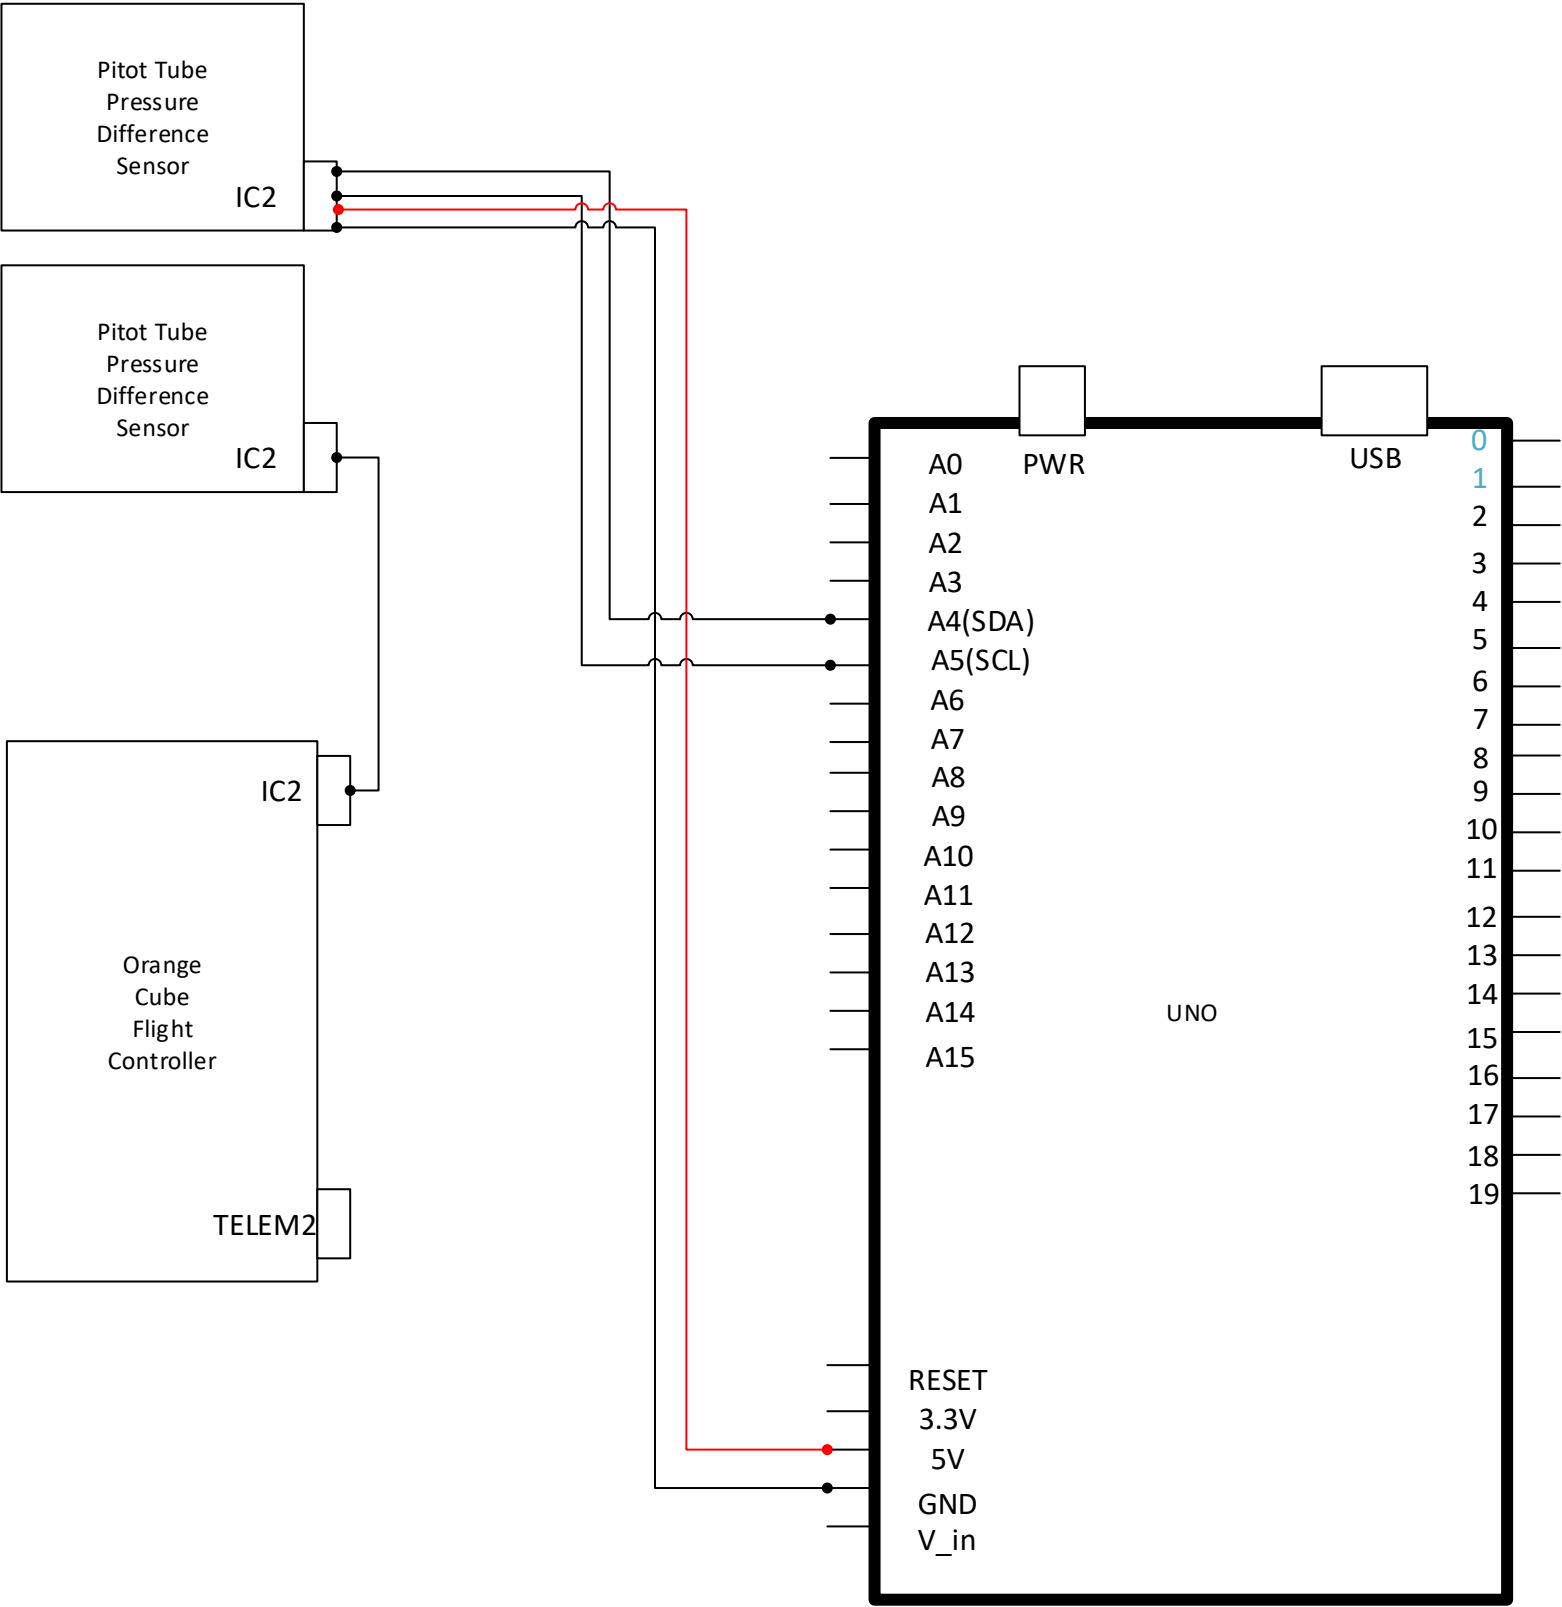 Pitot Tube
Pressure
Difference
Sensor
IC2
Pitot Tube
Pressure
Difference
Sensor
IC2
IC2
Orange
Cube
Flight
Controller
TELEM2
PWR
USB
A0
A1
A2
A3
A4(SDA)
A5(SCL)
A6
A7
A8
A9
A10
A11
A12
A13
A14
A15
UNO
RESET
3.3V
5V
GND
V_in
0
1
2
3
4
5
6
7
8
9
10
11
12
13
14
15
16
17
18
19